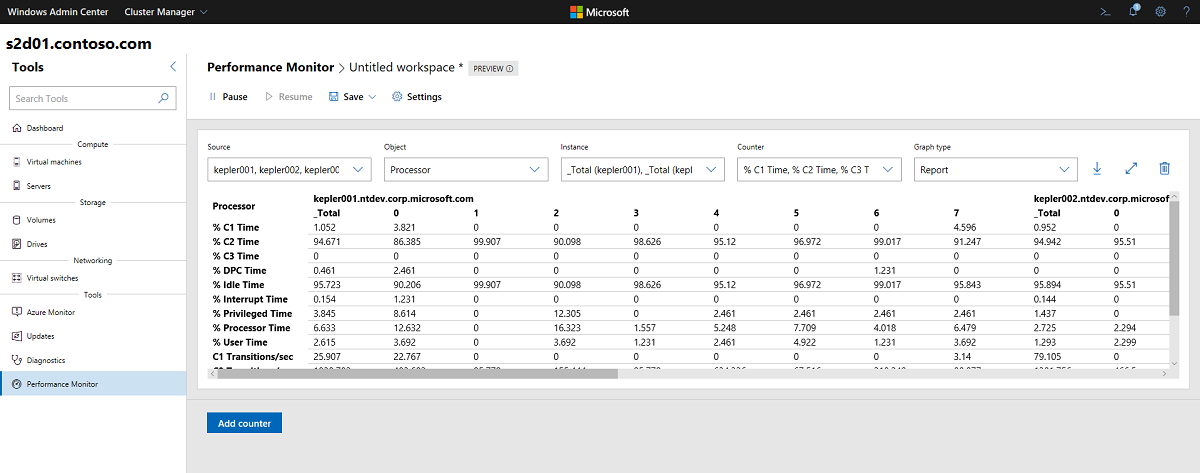 Windows Admin Center Cluster Manager Microsoft 1 ?
s2d01.contoso.com
Tools
Search Tools
Dashboard
Compute
Virtual machines
Servers
Storage
Volumes
Drives
Networking
Virtual switches
Tools
Azure Monitor
Updates
Diagnostics
Performance Monitor
Performance Monitor > Untitled workspace * PREVIEW
Pause Resume Save Settings
Source Object Instance Counter Graph type
kepler001, kepler002, kepler00 Processor _Total (kepler001), _Total (kepl % C1 Time, % C2 Time, % C3 T Report
kepler001.ntdev.corp.microsoft.com kepler002.ntdev.corp.microsof
Processor _Total 0 1 2 3 4 5 6 7 _Total 0
% C1 Time 1.052 3.821 0 0 0 0 0 0 4.596 0.952 0
% C2 Time 94.671 86.385 99.907 90.098 98.626 95.12 96.972 99.017 91.247 94.942 95.51
% C3 Time 0 0 0 0 0 0 0 0 0 0 0
% DPC Time 0.461 2.461 0 0 0 0 0 1.231 0 0 0
% Idle Time 95.723 90.206 99.907 90.098 98.626 95.12 96.972 99.017 95.843 95.894 95.51
% Interrupt Time 0.154 1.231 0 0 0 0 0 0 0 0.144 0
% Privileged Time 3.845 8.614 0 12.305 0 2.461 2.461 2.461 2.461 1.437 0
% Processor Time 6.633 12.632 0 16.323 1.557 5.248 7.709 4.018 6.479 2.725 2.294
% User Time 2.615 3.692 0 3.692 1.231 2.461 4.922 1.231 3.692 1.293 2.299
C1 Transitions/sec 25.907 22.767 0 0 0 0 0 0 3.14 79.105 0
Add counter